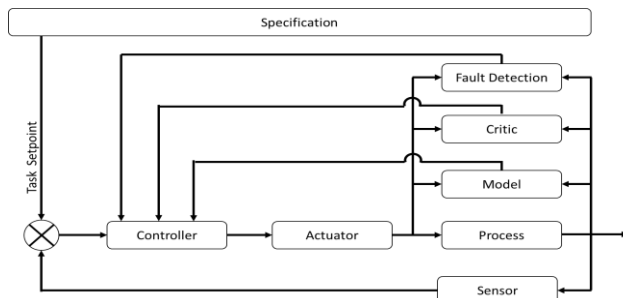 Specification
Fault Detection
Critic
Task Setpoint
Model
Controller
Actuator
Process
Sensor